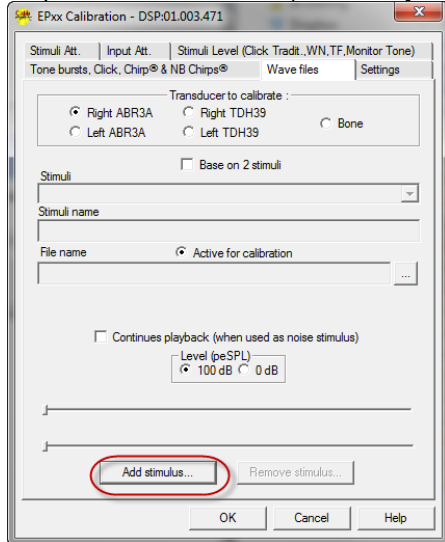 EPxx Calibration - DSP:01.003.471
Stimuli Att. Input Att. Stimuli Level (Click Tradit.,WN,TF,Monitor Tone)
Tone bursts, Click, Chirp® & NB Chirps® Wave files Settings
Transducer to calibrate :
Right ABR3A Right TDH39
Bone
Left ABR3A Left TDH39
Base on 2 stimuli
Stimuli
Stimuli name
File name Active for calibration
...
Continues playback (when used as noise stimulus)
Level (peSPL)
100 dB 0 dB
Add stimulus... Remove stimulus...
OK Cancel Help